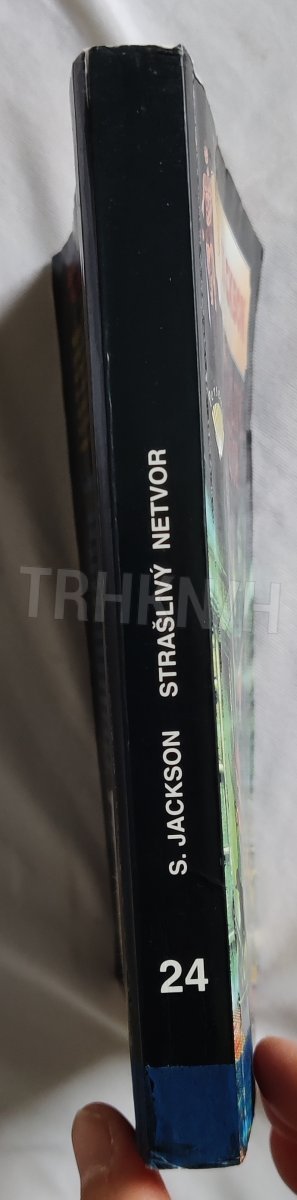 S. JACKSON STRAŠLIVÝ NETVOR
24
TRHKNIH